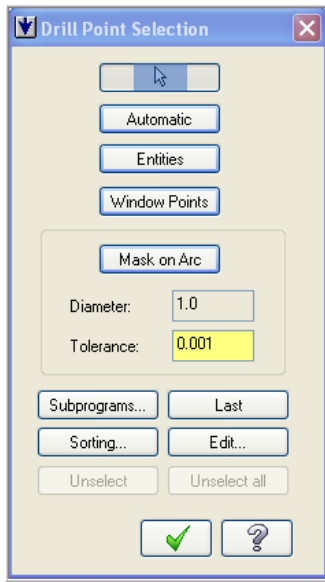 Drill Point Selection
Automatic
Entities
Window Points
Mask on Arc
Diameter: 1.0
Tolerance: 0.001
Subprograms... Last
Sorting... Edit...
Unselect Unselect all